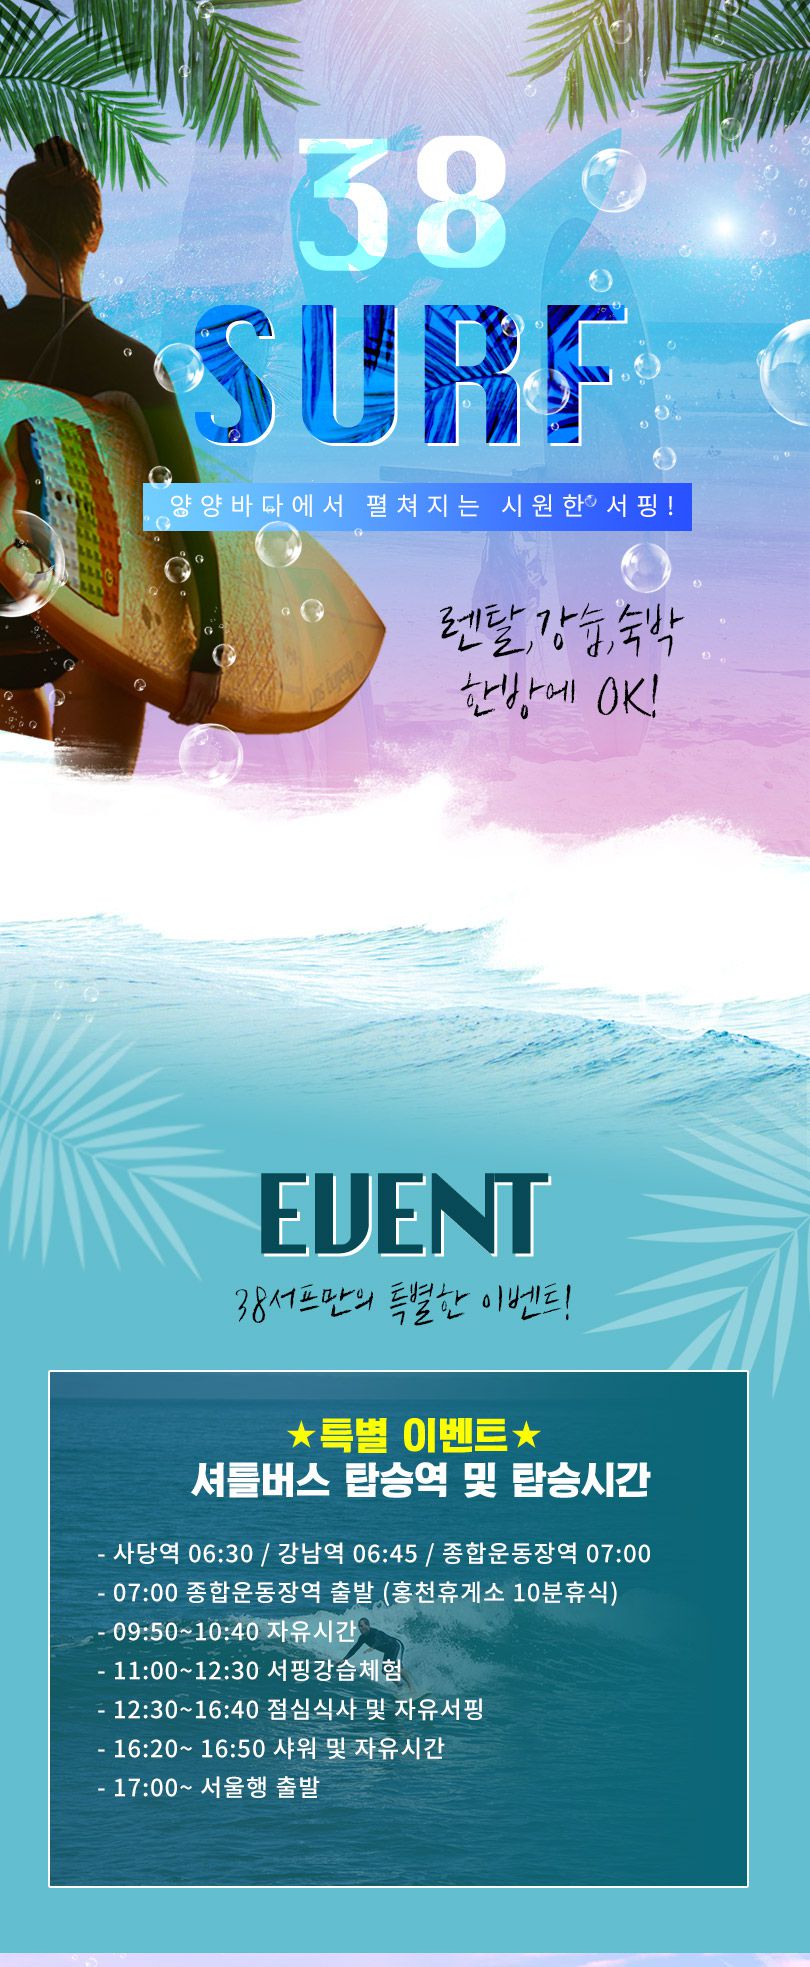 38
SURF
양양바다에서 펼쳐지는 시원한 서핑!
렌탈,강습,숙박
한방에 OK!
EVENT
38서프만의 특별한 이벤트!
★특별 이벤트★
셔틀버스 탑승역 및 탑승시간
- 사당역 06:30 / 강남역 06:45 / 종합운동장역 07:00
- 07:00 종합운동장역 출발 (홍천휴게소 10분휴식)
- 09:50~10:40 자유시간
- 11:00~12:30 서핑강습체험
- 12:30~16:40 점심식사 및 자유서핑
- 16:20~ 16:50 샤워 및 자유시간
- 17:00~ 서울행 출발